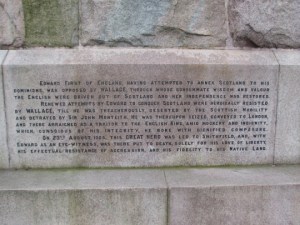 EDWARD FIRST OF ENGLAND, HAVING ATTEMPTED TO ANNEX SCOTLAND TO HIS
DOMINIONS, WAS OPPOSED BY WALLACE, THROUGH WHOSE CONSUMMATE WISDOM AND VALOUR
THE ENGLISH WERE DRIVEN OUT OF SCOTLAND AND HER INDEPENDENCE WAS RESTORED.
RENEWED ATTEMPTS BY EDWARD TO CONQUER SCOTLAND WERE HEROICALLY RESISTED
BY WALLACE, TILL HE WAS TREACHEROUSLY DESERTED BY THE SCOTTISH NOBILITY
AND BETRAYED BY SIR JOHN MONTEITH. HE WAS THEREUPON SEIZED, CONVEYED TO LONDON,
AND THERE ARRAIGNED AS A TRAITOR TO THE ENGLISH KING, AMID MOCKERY AND INDIGNITY,
WHICH, CONSCIOUS OF HIS INTEGRITY, HE BORE WITH DIGNIFIED COMPOSURE.
ON 23RD AUGUST, 1305, THIS GREAT HERO WAS LED TO SMITHFIELD, AND, WITH
EDWARD AS AN EYE-WITNESS, WAS THERE PUT TO DEATH, SOLELY FOR HIS LOVE OF LIBERTY,
HIS EFFECTUAL RESISTANCE OF AGGRESSION, AND HIS FIDELITY TO HIS NATIVE LAND.